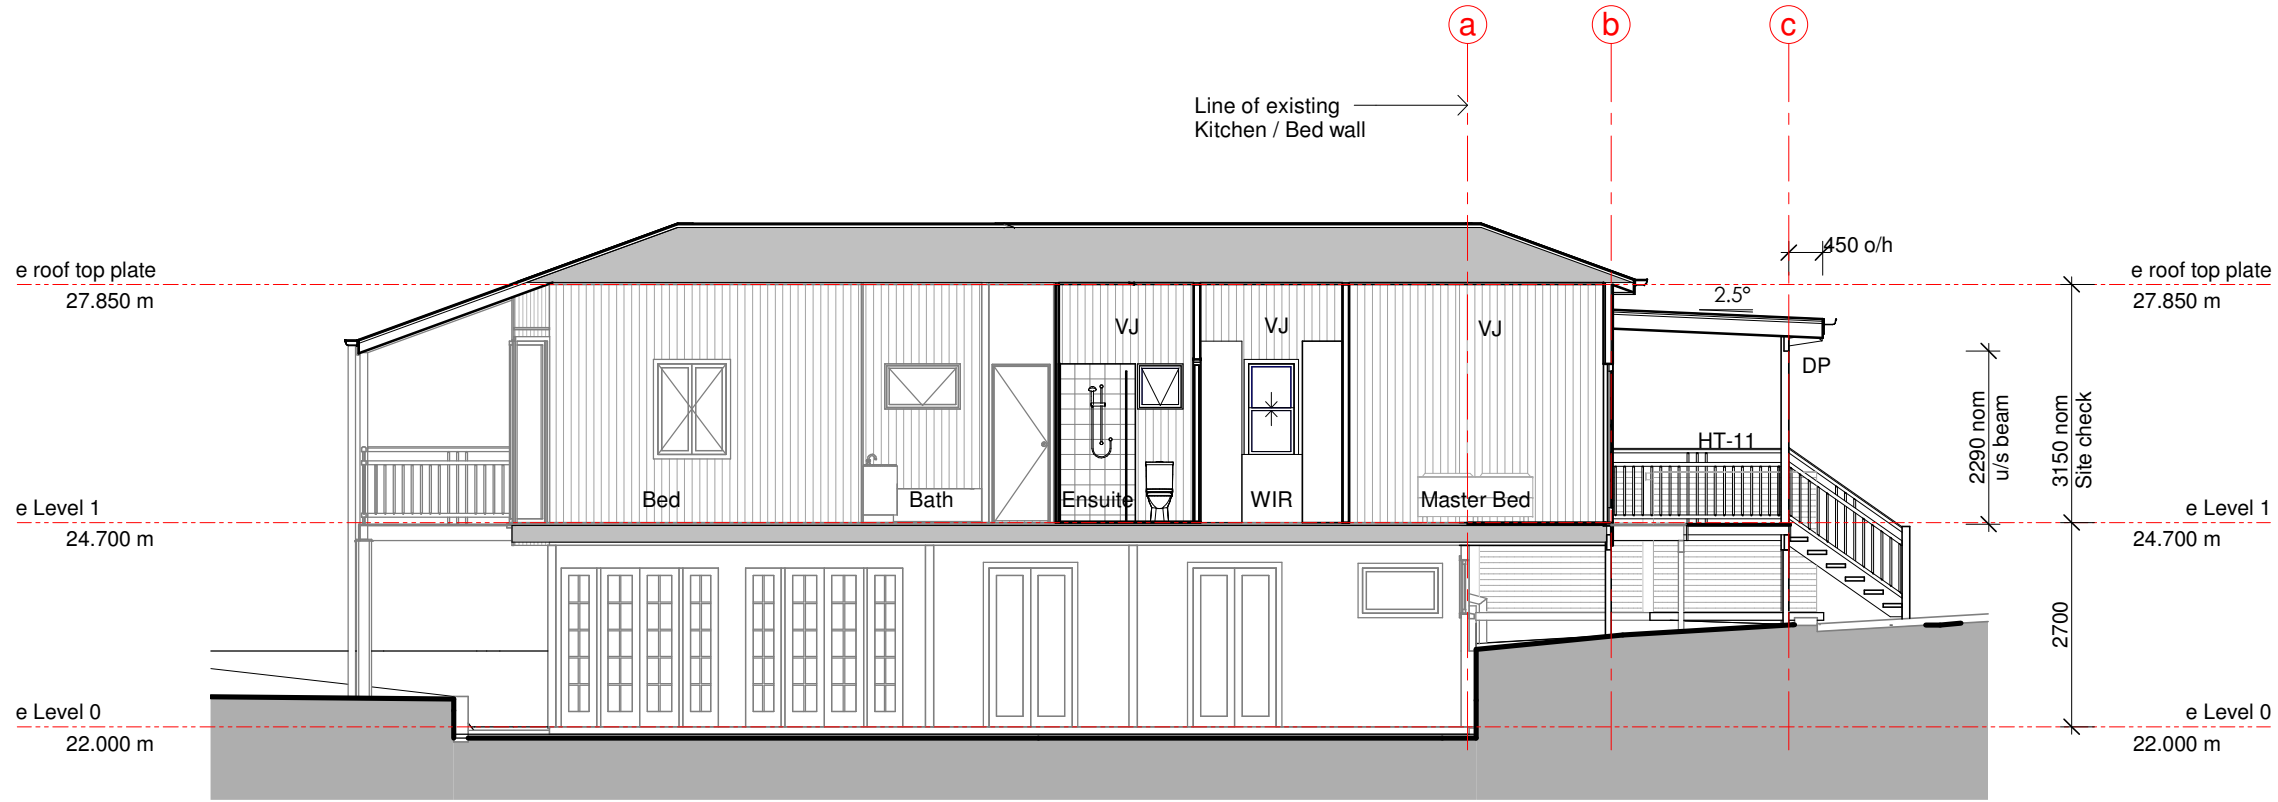 a
b
c
Line of existing
Kitchen / Bed wall
450 o/h
e roof top plate
27.850 m
e roof top plate
27.850 m
2.5°
VJ
VJ
VJ
DP
HT-11
2290 nom
u/s beam
3150 nom
Site check
Bed
Bath
Ensuite
WIR
Master Bed
e Level 1
24.700 m
e Level 1
24.700 m
2700
e Level 0
22.000 m
e Level 0
22.000 m